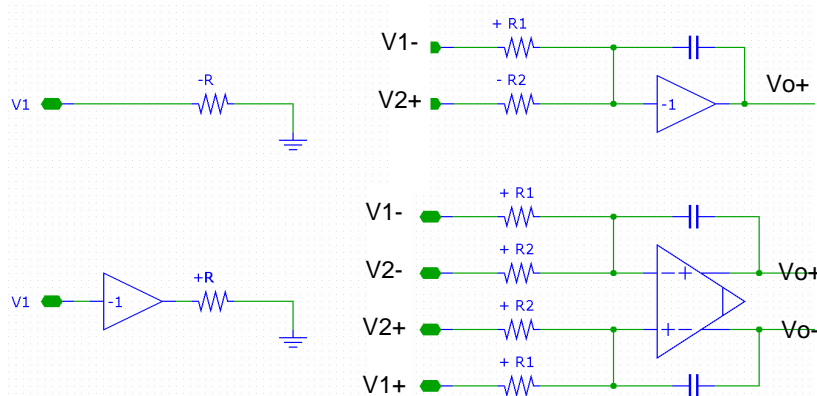 -R
V1
V1-
+ R1
V2+
- R2
-1
Vo+
V1
-1
+R
V1-
+ R1
V2-
+ R2
V2+
+ R2
V1+
+ R1
-+
+-
Vo+
Vo-